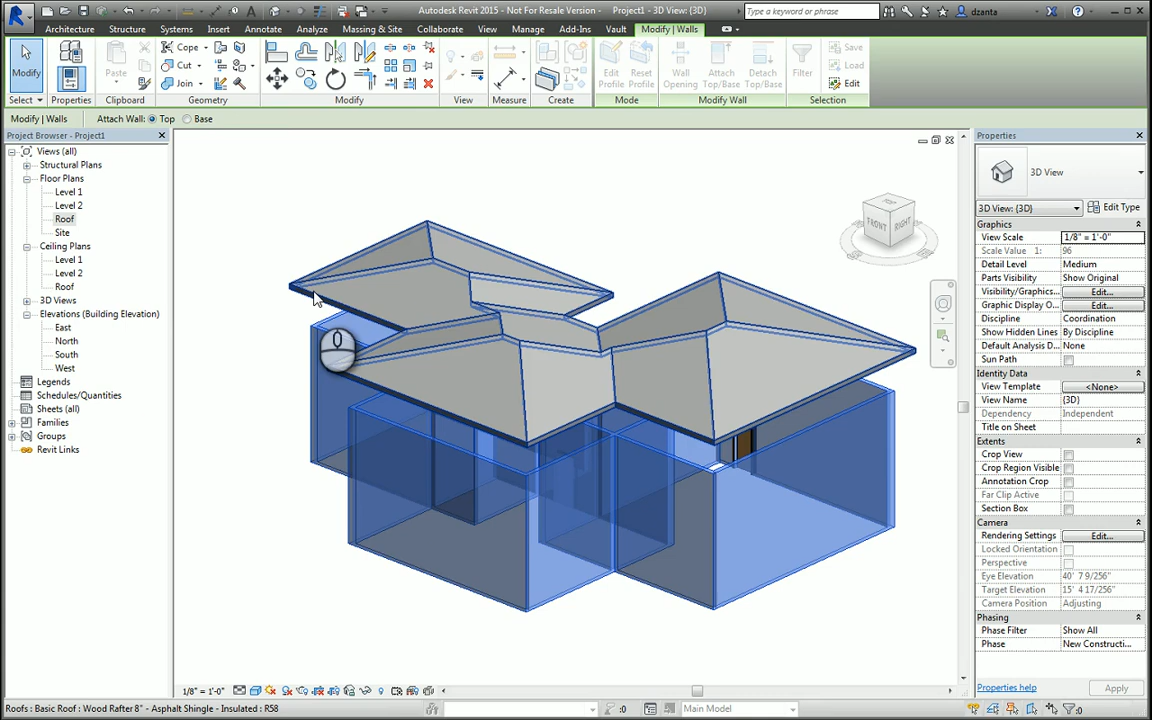 Autodesk Revit 2015 - Not For Resale Version - Project1 - 3D View: {3D}
Type a keyword or phrase
dzanta
Architecture Structure Systems Insert Annotate Analyze Massing & Site Collaborate View Manage Add-Ins Vault Modify | Walls
Modify
Paste
Cope
Cut
Join
Edit Profile
Reset Profile
Wall Opening
Attach Top/Base
Detach Top/Base
Filter
Save
Load
Edit
Select Properties Clipboard Geometry Modify View Measure Create Mode Modify Wall Selection
Modify | Walls Attach Wall: Top Base
Project Browser - Project1
Views (all)
Structural Plans
Floor Plans
Level 1
Level 2
Roof
Site
Ceiling Plans
Level 1
Level 2
Roof
3D Views
Elevations (Building Elevation)
East
North
South
West
Legends
Schedules/Quantities
Sheets (all)
Families
Groups
Revit Links
FRONT RIGHT
Properties
3D View
3D View: {3D} Edit Type
Graphics
View Scale 1/8" = 1'-0"
Scale Value 1: 96
Detail Level Medium
Parts Visibility Show Original
Visibility/Graphics... Edit...
Graphic Display O... Edit...
Discipline Coordination
Show Hidden Lines By Discipline
Default Analysis D... None
Sun Path
Identity Data
View Template <None>
View Name {3D}
Dependency Independent
Title on Sheet
Extents
Crop View
Crop Region Visible
Annotation Crop
Far Clip Active
Section Box
Camera
Rendering Settings Edit...
Locked Orientation
Perspective
Eye Elevation 40' 7 9/256"
Target Elevation 15' 4 17/256"
Camera Position Adjusting
Phasing
Phase Filter Show All
Phase New Constructi...
Properties help Apply
1/8" = 1'-0"
Roofs : Basic Roof : Wood Rafter 8" - Asphalt Shingle - Insulated : R58
:0 Main Model :0